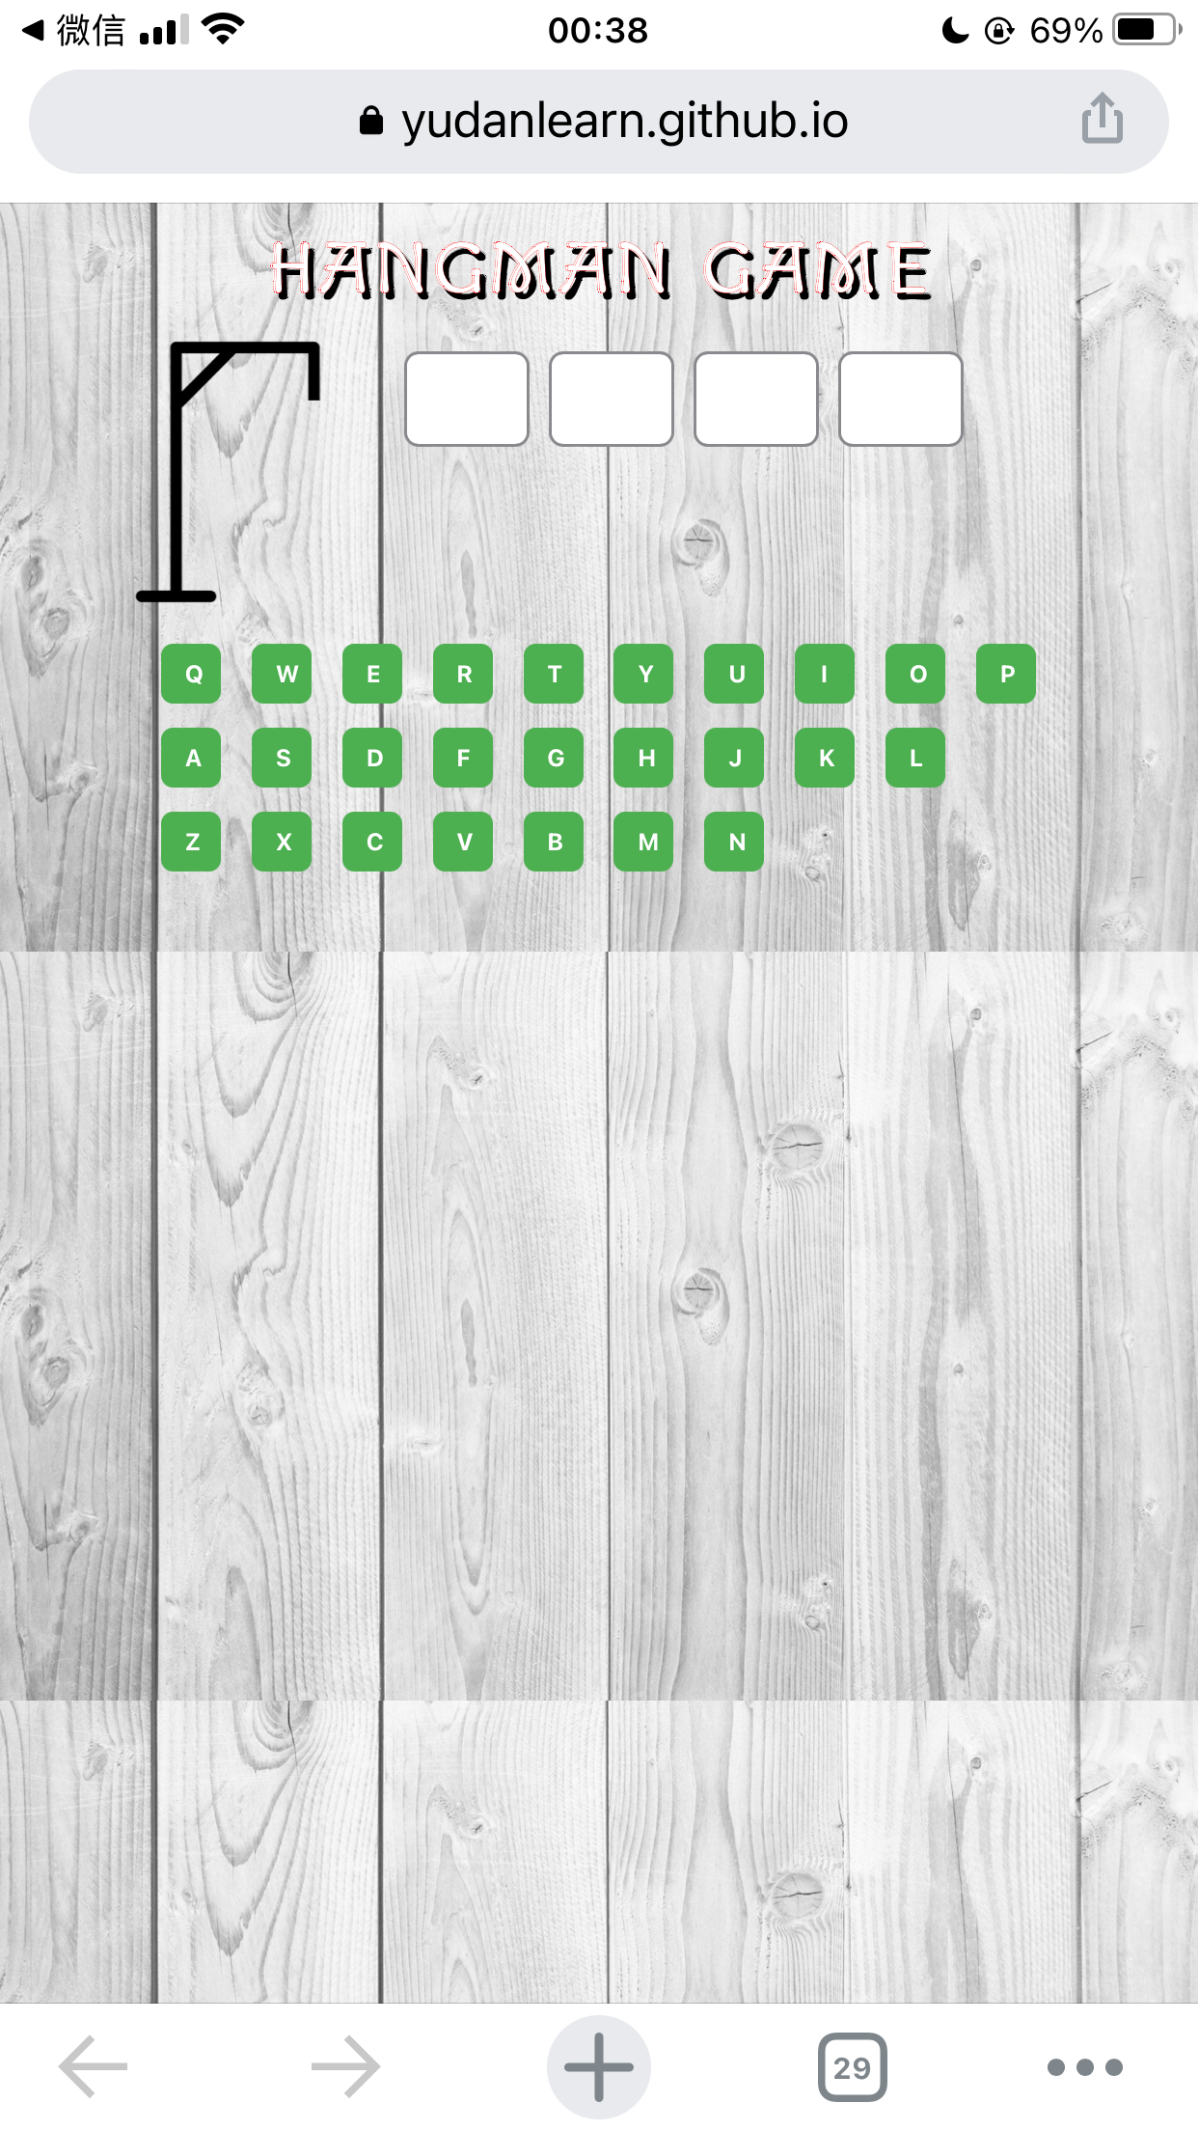 微信 00:38 69%
yudanlearn.github.io
HANGMAN GAME
Q W E R T Y U I O P
A S D F G H J K L
Z X C V B M N
29